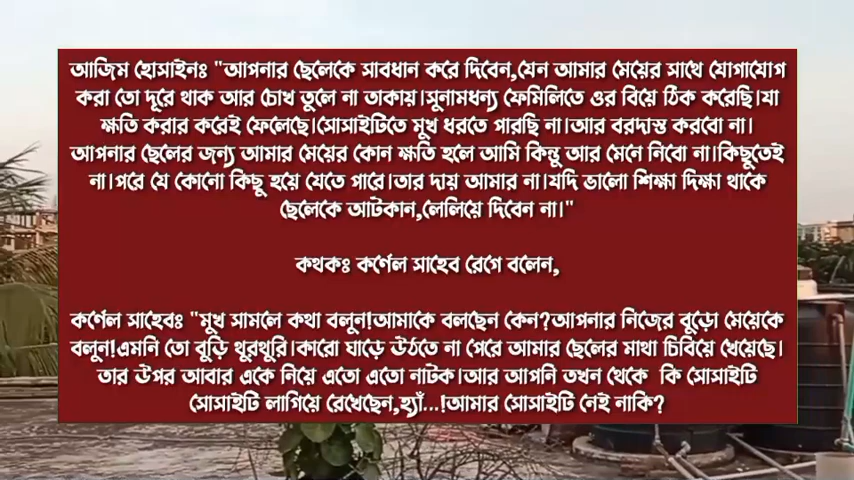 আজিম হোসাইনঃ "আপনার ছেলেকে সাবধান করে দিবেন,যেন আমার মেয়ের সাথে যোগাযোগ
করা তো দূরে থাক আর চোখ তুলে না তাকায়।সুনামধন্য ফেমিলিতে ওর বিয়ে ঠিক করেছি।যা
ক্ষতি করার করেই ফেলেছে।সোসাইটিতে মুখ ধরতে পারছি না।আর বরদাস্ত করবো না।
আপনার ছেলের জন্য আমার মেয়ের কোন ক্ষতি হলে আমি কিন্তু আর মেনে নিবো না।কিছুতেই
না।পরে যে কোনো কিছু হয়ে যেতে পারে।তার দায় আমার না।যদি ভালো শিক্ষা দিক্ষা থাকে
ছেলেকে আটকান,লেলিয়ে দিবেন না।"
কথকঃ কর্ণেল সাহেব রেগে বলেন,
কর্ণেল সাহেবঃ "মুখ সামলে কথা বলুন!আমাকে বলছেন কেন?আপনার নিজের বুড়ো মেয়েকে
বলুন!এমনি তো বুড়ি থুরথুরি।কারো ঘাড়ে উঠতে না পেরে আমার ছেলের মাথা চিবিয়ে খেয়েছে।
তার উপর আবার একে নিয়ে এতো এতো নাটক।আর আপনি তখন থেকে কি সোসাইটি
সোসাইটি লাগিয়ে রেখেছেন,হ্যাঁ...!আমার সোসাইটি নেই নাকি?